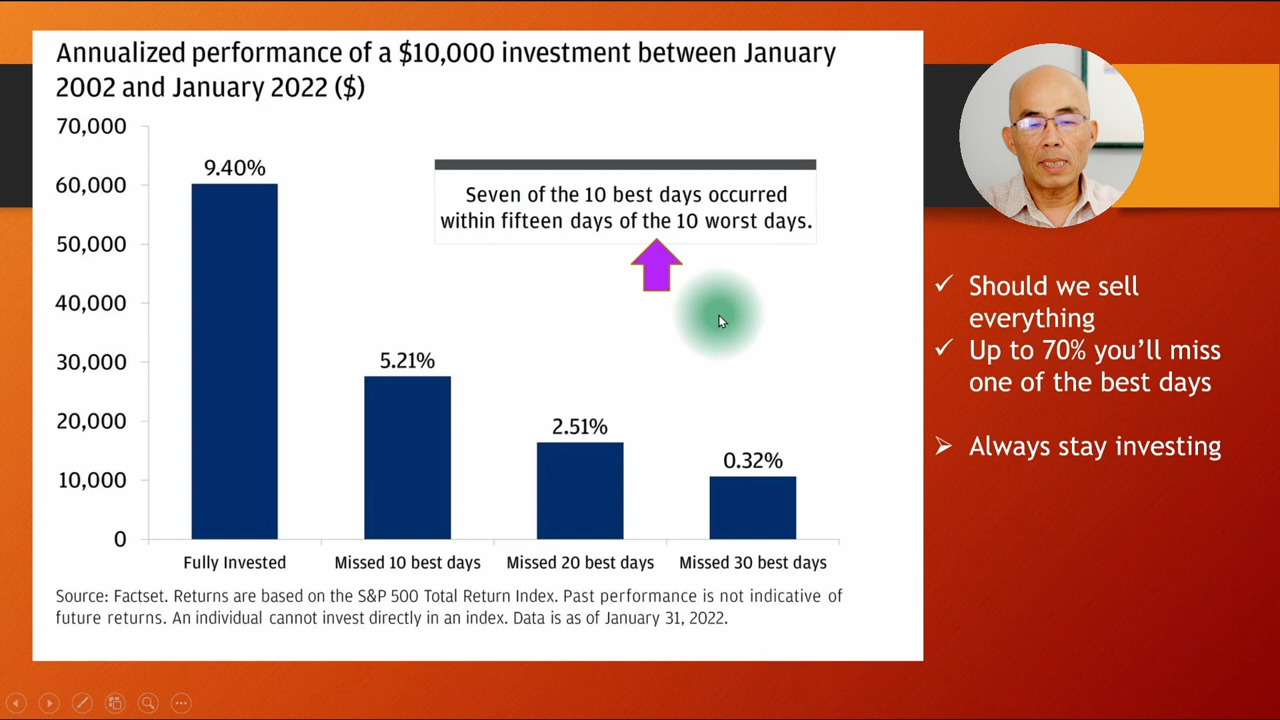 Annualized performance of a $10,000 investment between January
2002 and January 2022 ($)
70,000
60,000
50,000
40,000
30,000
20,000
10,000
0
9.40%
5.21%
2.51%
0.32%
Seven of the 10 best days occurred
within fifteen days of the 10 worst days.
Fully Invested
Missed 10 best days
Missed 20 best days
Missed 30 best days
Source: Factset. Returns are based on the S&P 500 Total Return Index. Past performance is not indicative of
future returns. An individual cannot invest directly in an index. Data is as of January 31, 2022.
✓ Should we sell
everything
✓ Up to 70% you’ll miss
one of the best days
➢ Always stay investing